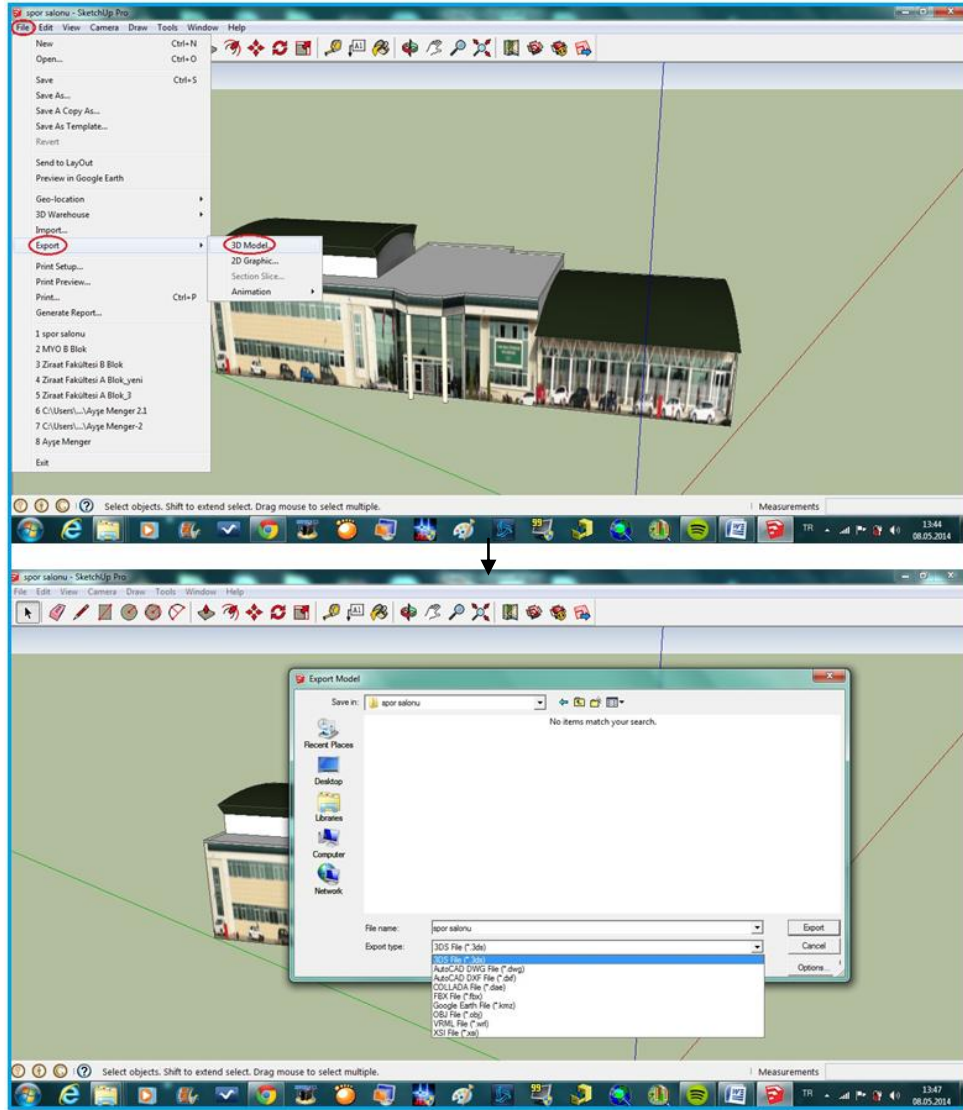 spor salonu - SketchUp Pro
File Edit View Camera Draw Tools Window Help
New Ctrl+N
Open... Ctrl+O
Save Ctrl+S
Save As...
Save A Copy As...
Save As Template...
Revert
Send to LayOut
Preview in Google Earth
Geo-location
3D Warehouse
Import...
Export
3D Model...
2D Graphic...
Section Slice...
Animation
Print Setup...
Print Preview...
Print... Ctrl+P
Generate Report...
1 spor salonu
2 MYO B Blok
3 Ziraat Fakültesi B Blok
4 Ziraat Fakültesi A Blok_yeni
5 Ziraat Fakültesi A Blok_3
6 C:\Users\...\Ayşe Menger 2.1
7 C:\Users\...\Ayşe Menger-2
8 Ayşe Menger
Exit
Select objects. Shift to extend select. Drag mouse to select multiple. Measurements
99
TR 13:44
08.05.2014
spor salonu - SketchUp Pro
File Edit View Camera Draw Tools Window Help
A1
Export Model
Save in: spor salonu
No items match your search.
Recent Places
Desktop
Libraries
Computer
Network
File name: spor salonu Export
Export type: 3DS File (*.3ds) Cancel
Options...
3DS File (*.3ds)
AutoCAD DWG File (*.dwg)
AutoCAD DXF File (*.dxf)
COLLADA File (*.dae)
FBX File (*.fbx)
Google Earth File (*.kmz)
OBJ File (*.obj)
VRML File (*.wrl)
XSI File (*.xsi)
Select objects. Shift to extend select. Drag mouse to select multiple. Measurements
99
TR 13:47
08.05.2014